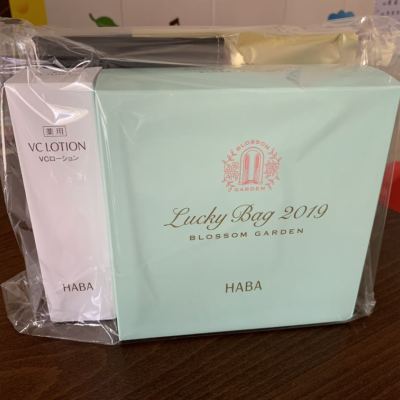 薬用
VC LOTION
VCローション
HABA
BLOSSOM
GARDEN
Lucky Bag 2019
BLOSSOM GARDEN
HABA